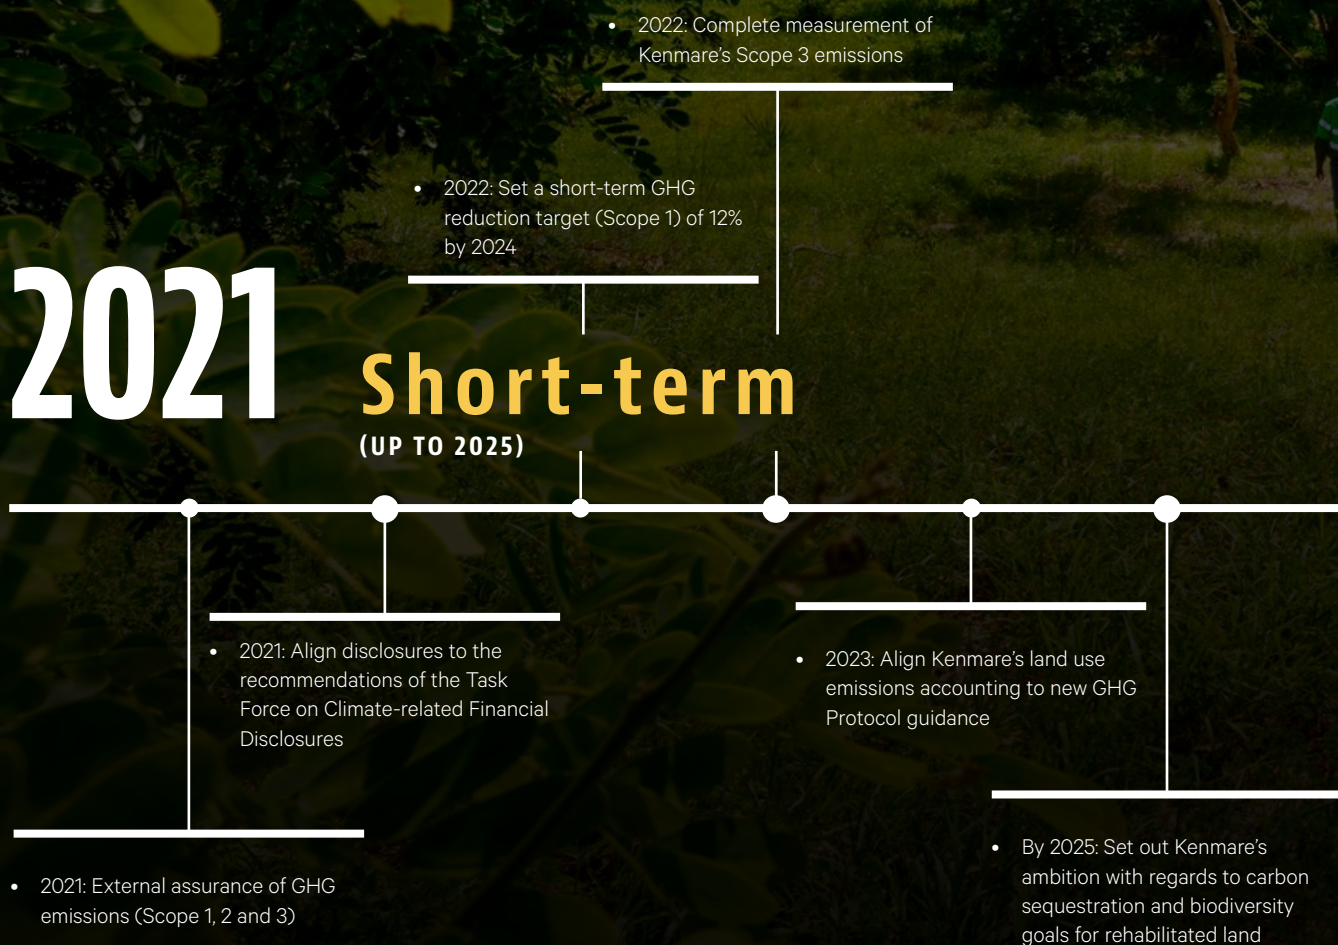 • 2022: Complete measurement of
Kenmare’s Scope 3 emissions
• 2022: Set a short-term GHG
reduction target (Scope 1) of 12%
by 2024
2021
Short-term
(UP TO 2025)
• 2021: Align disclosures to the
recommendations of the Task
Force on Climate-related Financial
Disclosures
• 2023: Align Kenmare’s land use
emissions accounting to new GHG
Protocol guidance
• 2021: External assurance of GHG
emissions (Scope 1, 2 and 3)
• By 2025: Set out Kenmare’s
ambition with regards to carbon
sequestration and biodiversity
goals for rehabilitated land